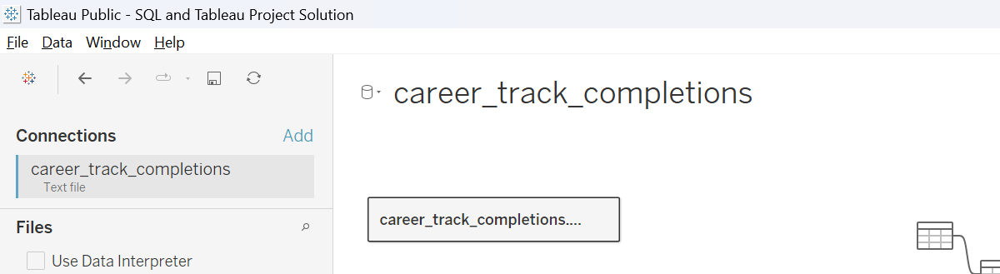 Tableau Public - SQL and Tableau Project Solution
File Data Window Help
career_track_completions
Connections Add
career_track_completions
Text file
career_track_completions....
Files
Use Data Interpreter